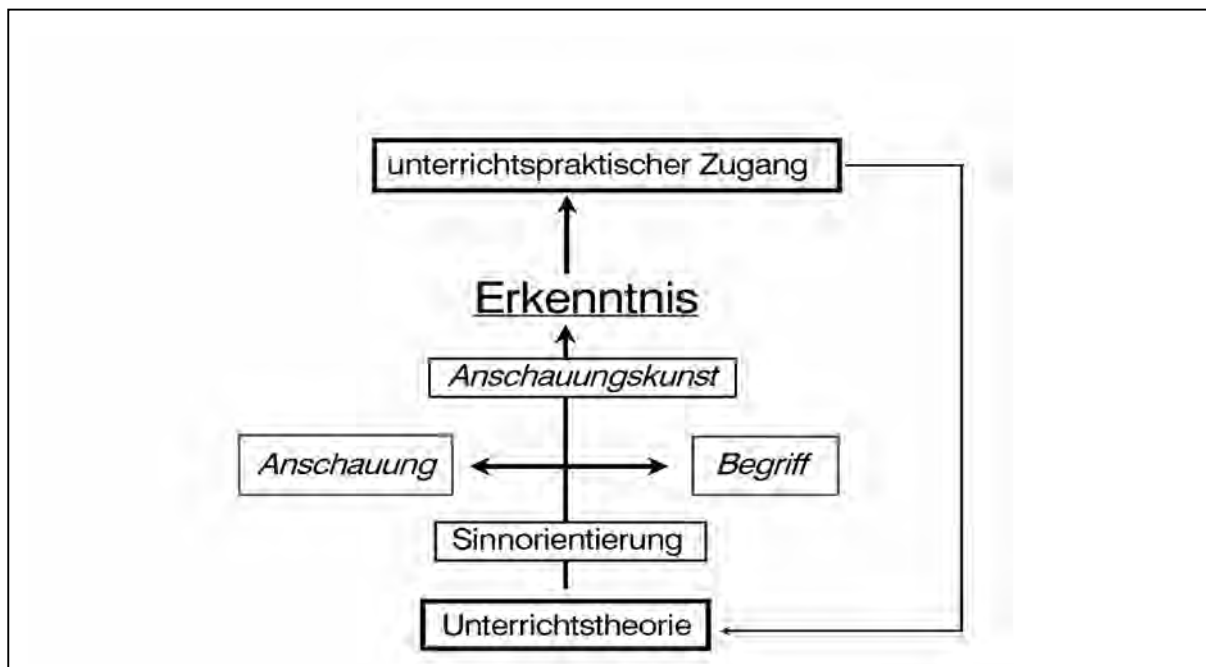 unterrichtspraktischer Zugang
Erkenntnis
Anschauungskunst
Anschauung
Begriff
Sinnorientierung
Unterrichtstheorie